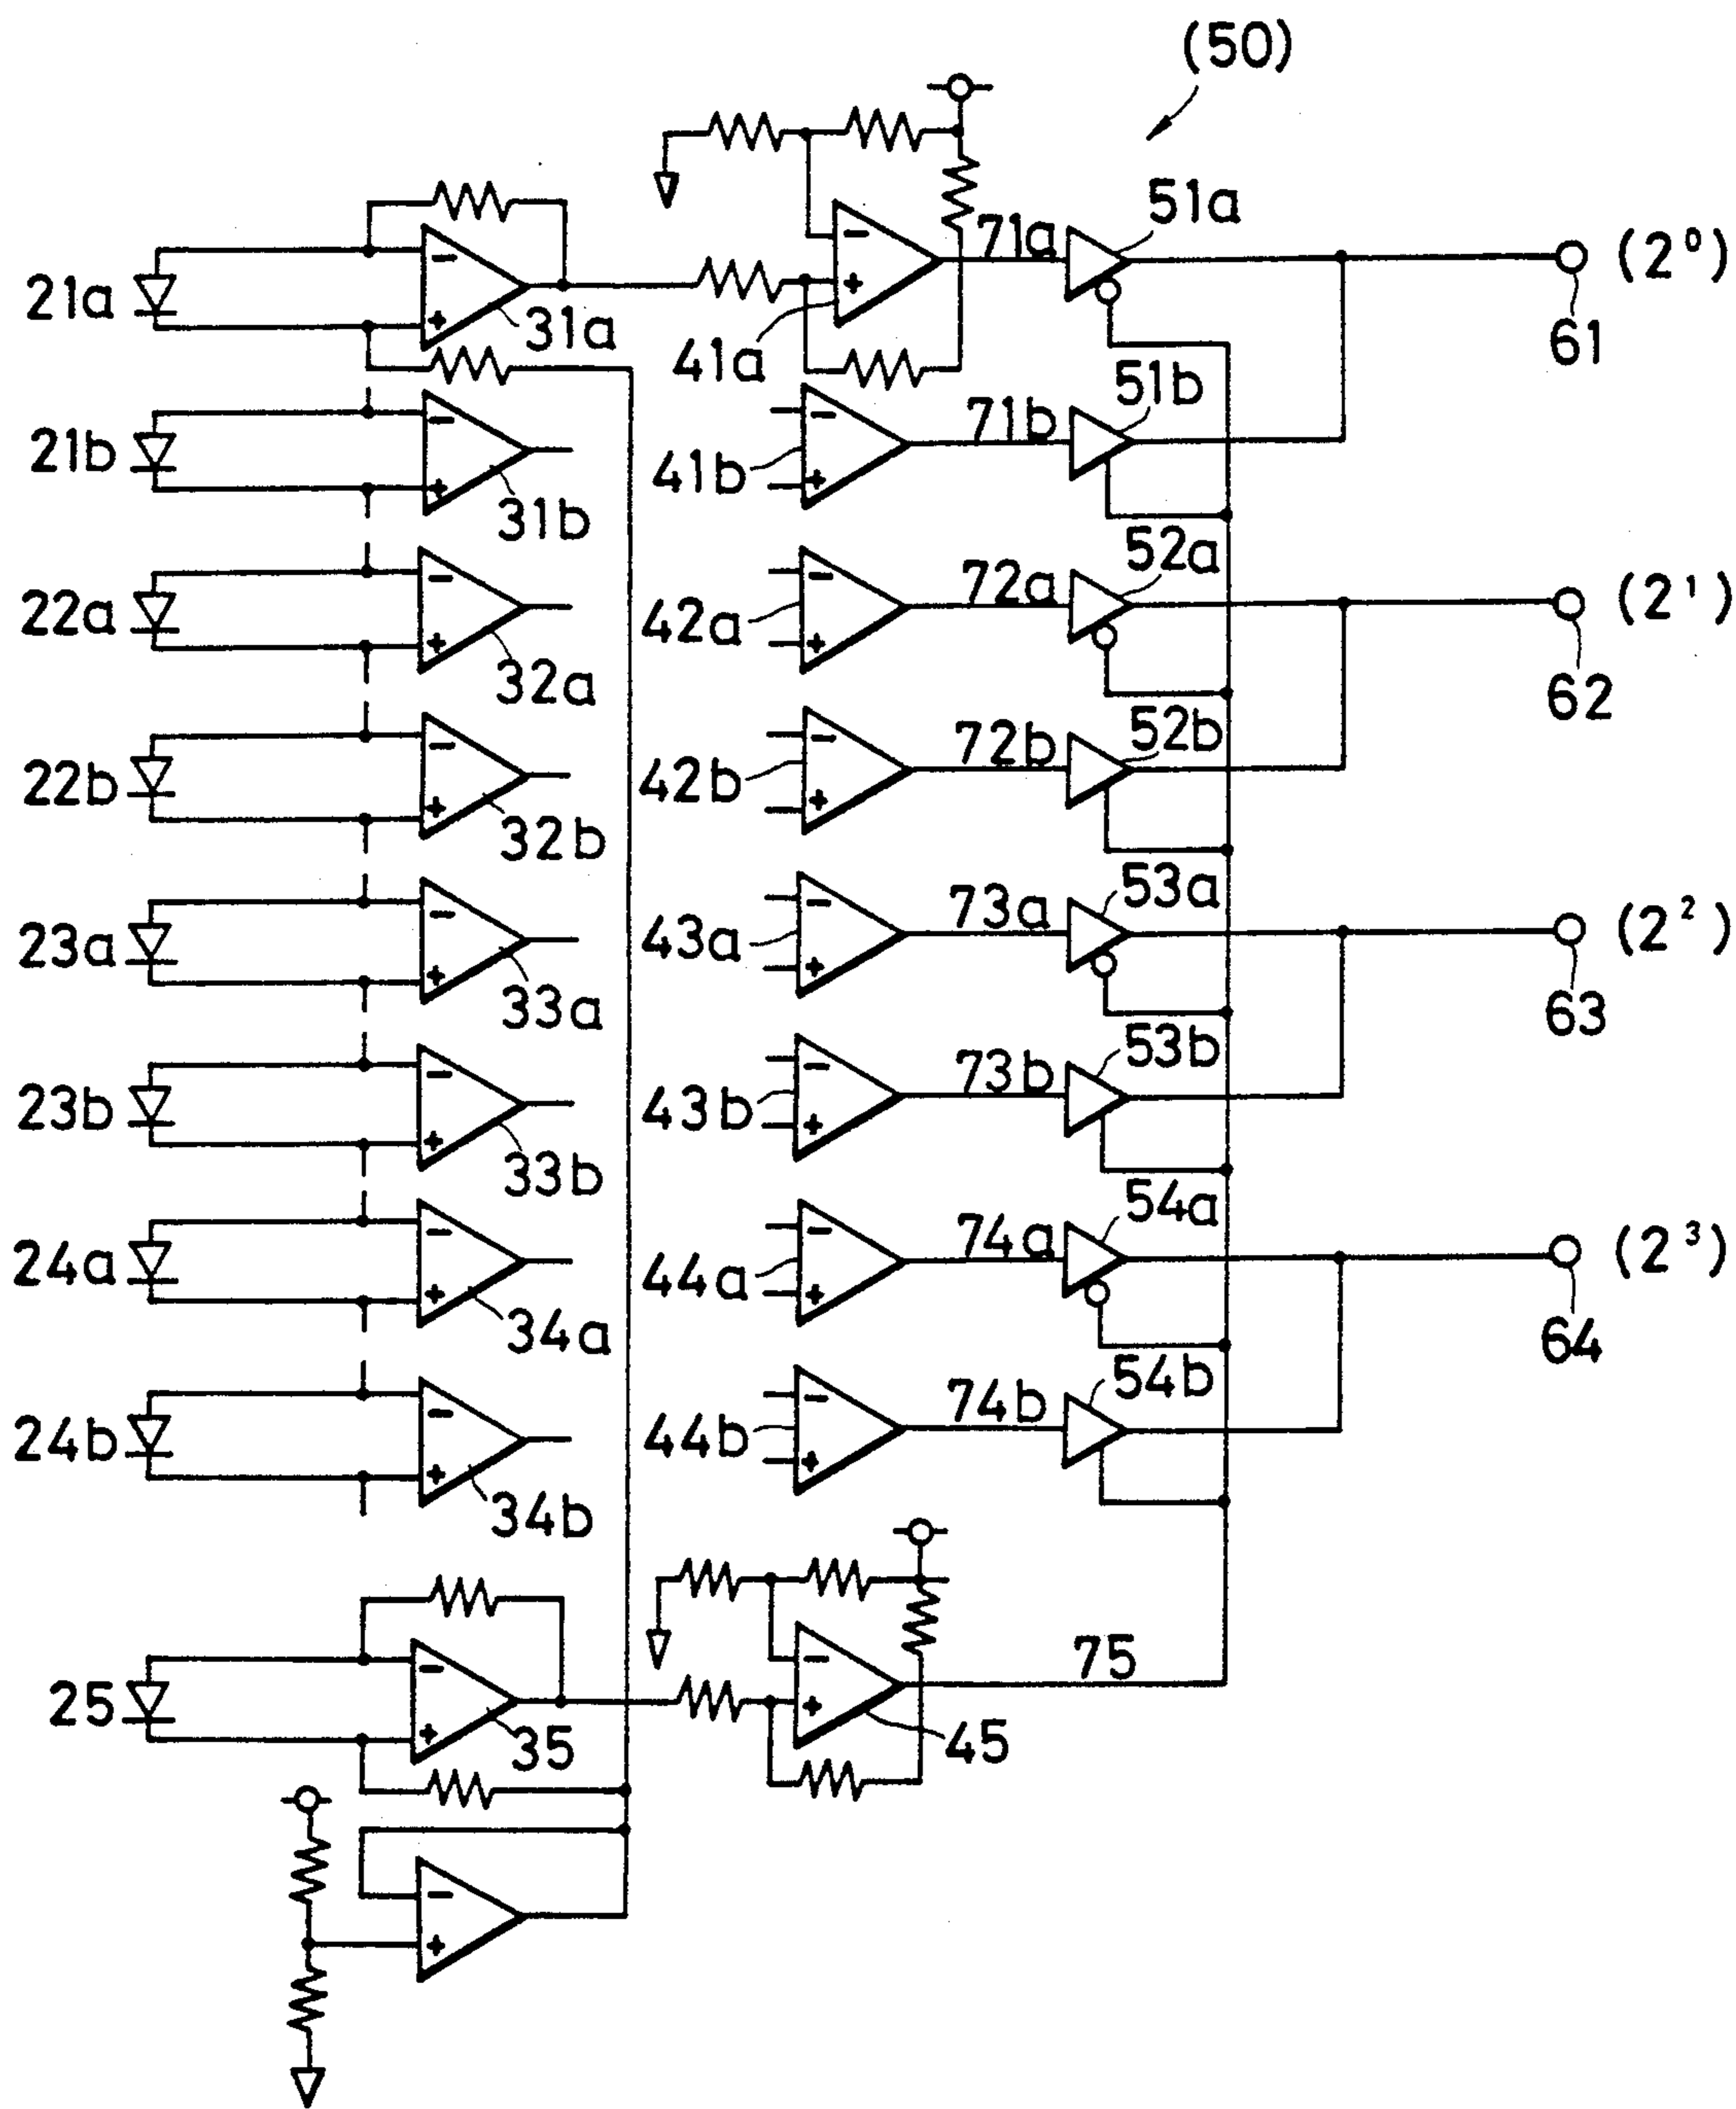 (50)
71a 51a (2⁰)
21a 31a 41a 61
− + − +
71b 51b
21b 31b 41b
− + − +
72a 52a (2¹)
22a 32a 42a 62
− + − +
72b 52b
22b 32b 42b
− + − +
73a 53a (2²)
23a 33a 43a 63
− + − +
73b 53b
23b 33b 43b
− + − +
74a 54a (2³)
24a 34a 44a 64
− + − +
74b 54b
24b 34b 44b
− + − +
75
25 35 45
− + − +
− +